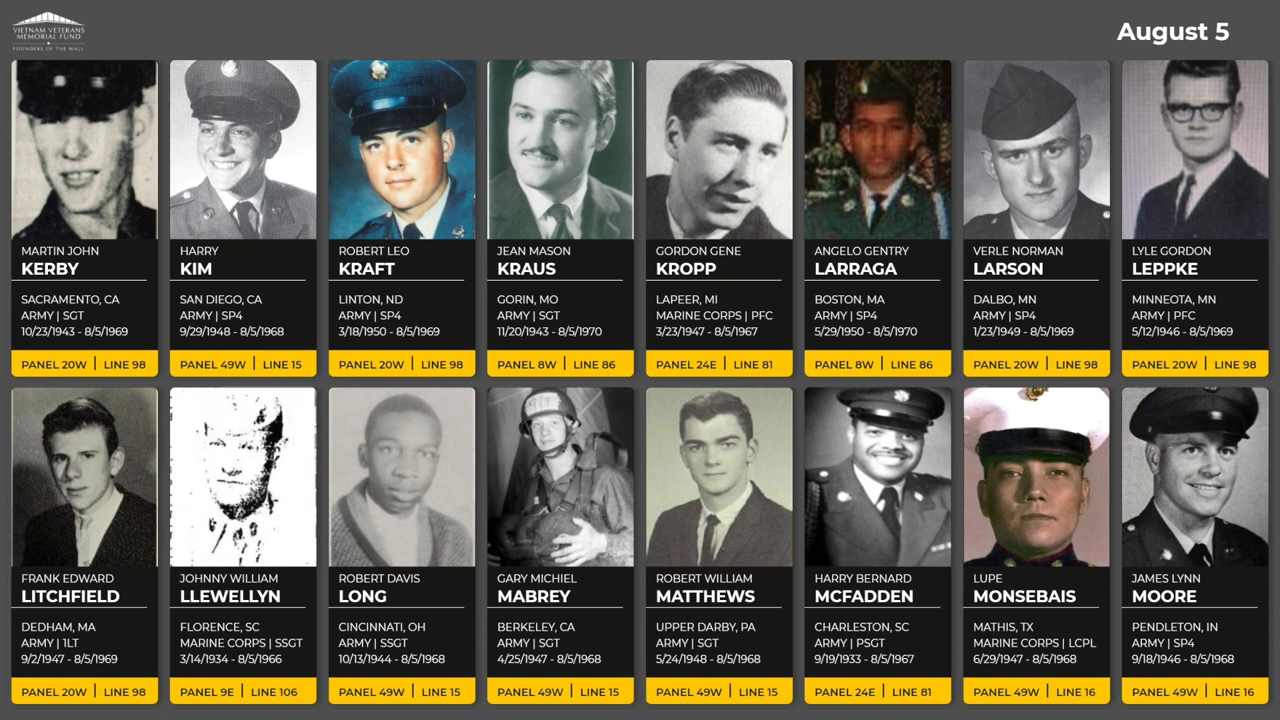 VIETNAM VETERANS
MEMORIAL FUND
FOUNDERS OF THE WALL
August 5
MARTIN JOHN
KERBY
SACRAMENTO, CA
ARMY | SGT
10/23/1943 - 8/5/1969
PANEL 20W | LINE 98
HARRY
KIM
SAN DIEGO, CA
ARMY | SP4
9/29/1948 - 8/5/1968
PANEL 49W | LINE 15
ROBERT LEO
KRAFT
LINTON, ND
ARMY | SP4
3/18/1950 - 8/5/1969
PANEL 20W | LINE 98
JEAN MASON
KRAUS
GORIN, MO
ARMY | SGT
11/20/1943 - 8/5/1970
PANEL 8W | LINE 86
GORDON GENE
KROPP
LAPEER, MI
MARINE CORPS | PFC
3/23/1947 - 8/5/1967
PANEL 24E | LINE 81
ANGELO GENTRY
LARRAGA
BOSTON, MA
ARMY | SP4
5/29/1950 - 8/5/1970
PANEL 8W | LINE 86
VERLE NORMAN
LARSON
DALBO, MN
ARMY | SP4
1/23/1949 - 8/5/1969
PANEL 20W | LINE 98
LYLE GORDON
LEPPKE
MINNEOTA, MN
ARMY | PFC
5/12/1946 - 8/5/1969
PANEL 20W | LINE 98
FRANK EDWARD
LITCHFIELD
DEDHAM, MA
ARMY | 1LT
9/2/1947 - 8/5/1969
PANEL 20W | LINE 98
JOHNNY WILLIAM
LLEWELLYN
FLORENCE, SC
MARINE CORPS | SSGT
3/14/1934 - 8/5/1966
PANEL 9E | LINE 106
ROBERT DAVIS
LONG
CINCINNATI, OH
ARMY | SSGT
10/13/1944 - 8/5/1968
PANEL 49W | LINE 15
GARY MICHIEL
MABREY
BERKELEY, CA
ARMY | SGT
4/25/1947 - 8/5/1968
PANEL 49W | LINE 15
ROBERT WILLIAM
MATTHEWS
UPPER DARBY, PA
ARMY | SGT
5/24/1948 - 8/5/1968
PANEL 49W | LINE 15
HARRY BERNARD
MCFADDEN
CHARLESTON, SC
ARMY | PSGT
9/19/1933 - 8/5/1967
PANEL 24E | LINE 81
LUPE
MONSEBAIS
MATHIS, TX
MARINE CORPS | LCPL
6/29/1947 - 8/5/1968
PANEL 49W | LINE 16
JAMES LYNN
MOORE
PENDLETON, IN
ARMY | SP4
9/18/1946 - 8/5/1968
PANEL 49W | LINE 16